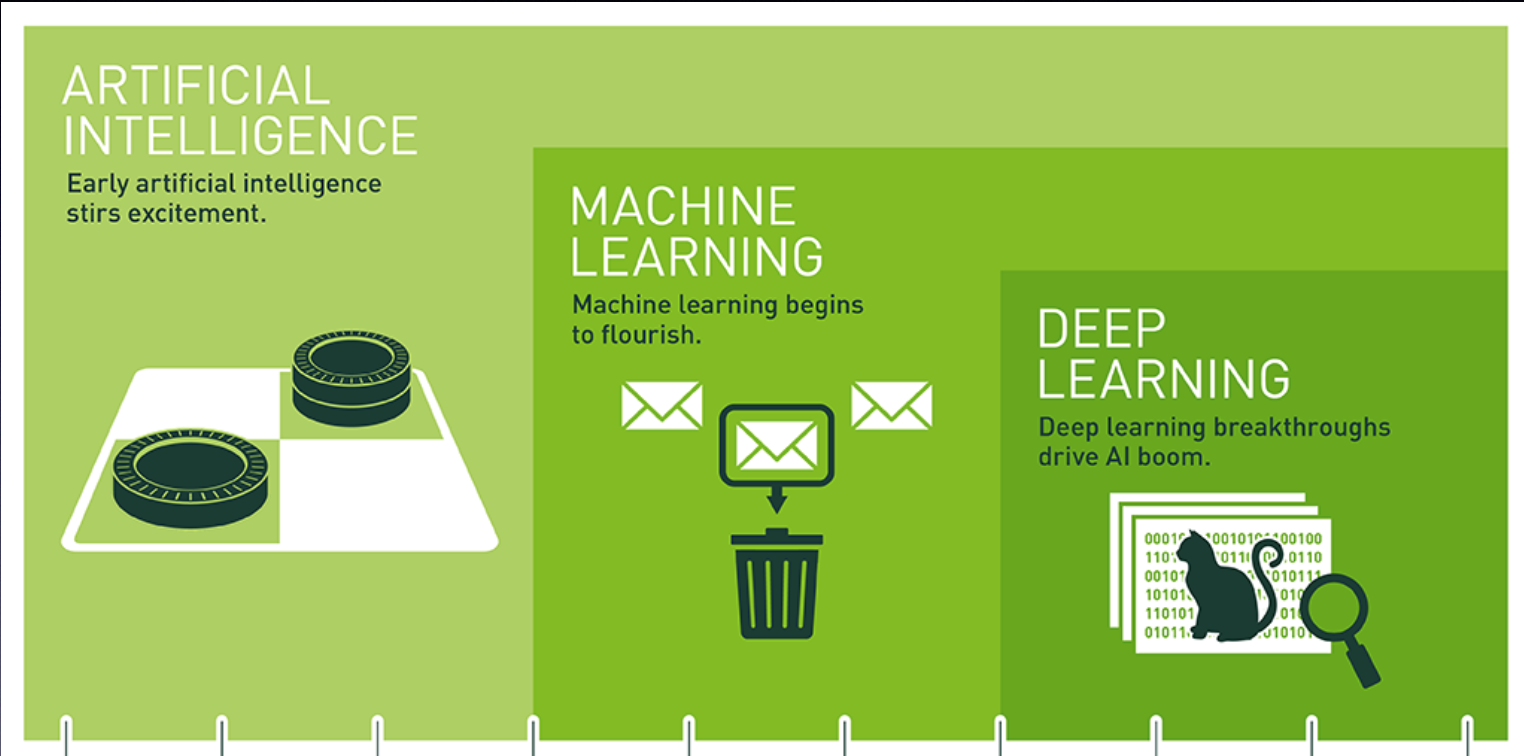 ARTIFICIAL
INTELLIGENCE
Early artificial intelligence
stirs excitement.
MACHINE
LEARNING
Machine learning begins
to flourish.
DEEP
LEARNING
Deep learning breakthroughs
drive AI boom.